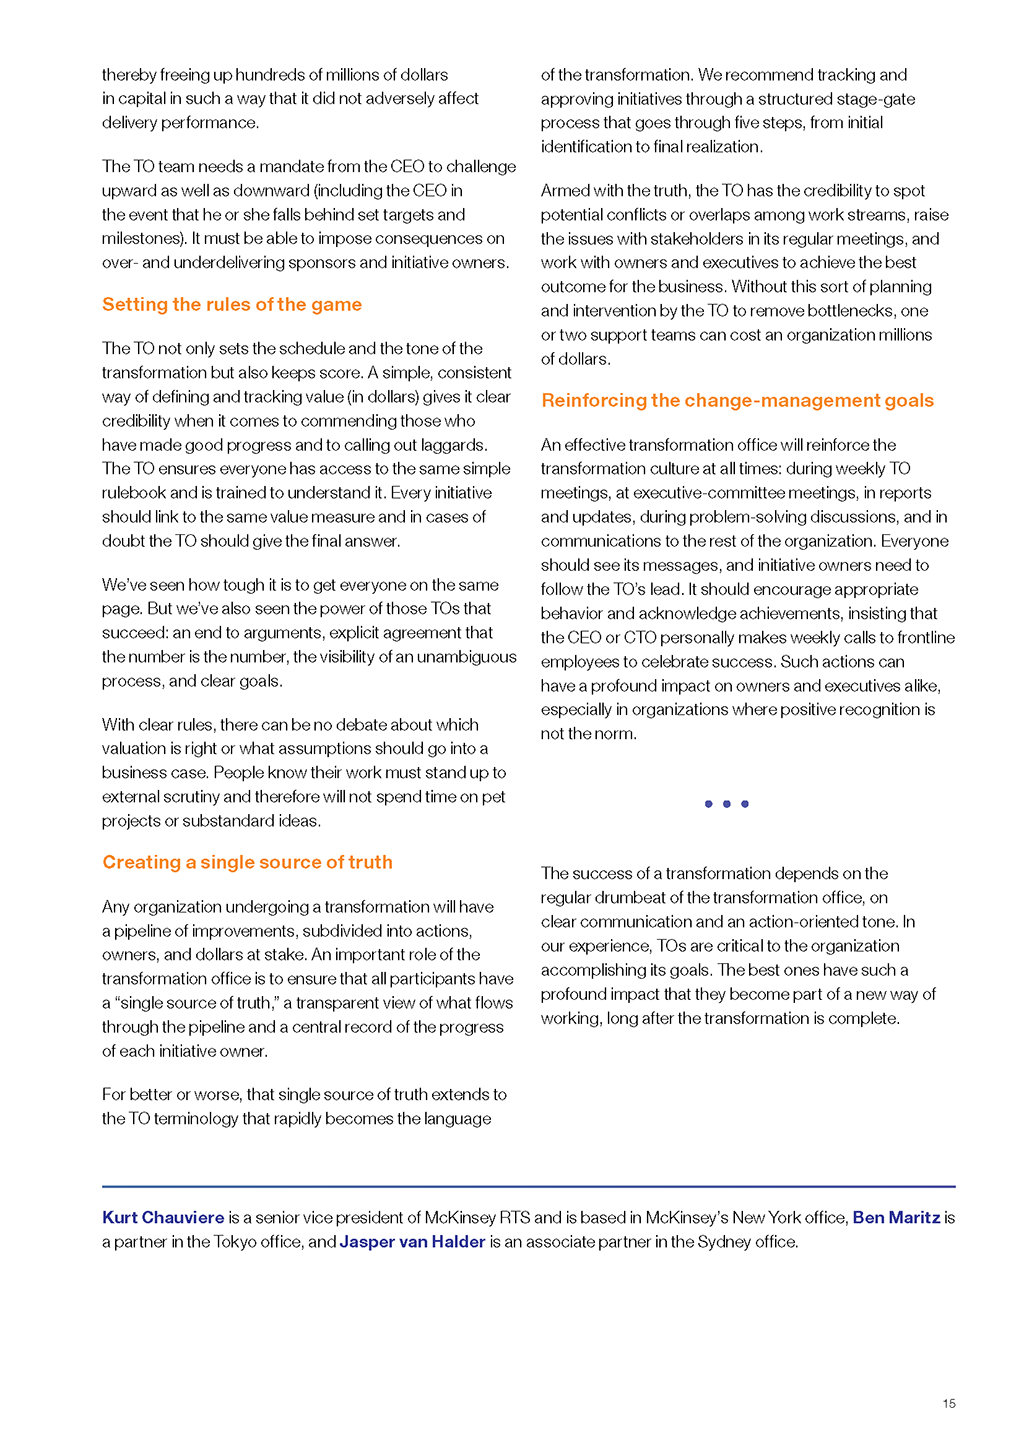 thereby freeing up hundreds of millions of dollars
in capital in such a way that it did not adversely affect
delivery performance.
The TO team needs a mandate from the CEO to challenge
upward as well as downward (including the CEO in
the event that he or she falls behind set targets and
milestones). It must be able to impose consequences on
over- and underdelivering sponsors and initiative owners.
Setting the rules of the game
The TO not only sets the schedule and the tone of the
transformation but also keeps score. A simple, consistent
way of defining and tracking value (in dollars) gives it clear
credibility when it comes to commending those who
have made good progress and to calling out laggards.
The TO ensures everyone has access to the same simple
rulebook and is trained to understand it. Every initiative
should link to the same value measure and in cases of
doubt the TO should give the final answer.
We’ve seen how tough it is to get everyone on the same
page. But we’ve also seen the power of those TOs that
succeed: an end to arguments, explicit agreement that
the number is the number, the visibility of an unambiguous
process, and clear goals.
With clear rules, there can be no debate about which
valuation is right or what assumptions should go into a
business case. People know their work must stand up to
external scrutiny and therefore will not spend time on pet
projects or substandard ideas.
Creating a single source of truth
Any organization undergoing a transformation will have
a pipeline of improvements, subdivided into actions,
owners, and dollars at stake. An important role of the
transformation office is to ensure that all participants have
a “single source of truth,” a transparent view of what flows
through the pipeline and a central record of the progress
of each initiative owner.
For better or worse, that single source of truth extends to
the TO terminology that rapidly becomes the language
of the transformation. We recommend tracking and
approving initiatives through a structured stage-gate
process that goes through five steps, from initial
identification to final realization.
Armed with the truth, the TO has the credibility to spot
potential conflicts or overlaps among work streams, raise
the issues with stakeholders in its regular meetings, and
work with owners and executives to achieve the best
outcome for the business. Without this sort of planning
and intervention by the TO to remove bottlenecks, one
or two support teams can cost an organization millions
of dollars.
Reinforcing the change-management goals
An effective transformation office will reinforce the
transformation culture at all times: during weekly TO
meetings, at executive-committee meetings, in reports
and updates, during problem-solving discussions, and in
communications to the rest of the organization. Everyone
should see its messages, and initiative owners need to
follow the TO’s lead. It should encourage appropriate
behavior and acknowledge achievements, insisting that
the CEO or CTO personally makes weekly calls to frontline
employees to celebrate success. Such actions can
have a profound impact on owners and executives alike,
especially in organizations where positive recognition is
not the norm.
• • •
The success of a transformation depends on the
regular drumbeat of the transformation office, on
clear communication and an action-oriented tone. In
our experience, TOs are critical to the organization
accomplishing its goals. The best ones have such a
profound impact that they become part of a new way of
working, long after the transformation is complete.
Kurt Chauviere is a senior vice president of McKinsey RTS and is based in McKinsey’s New York office, Ben Maritz is
a partner in the Tokyo office, and Jasper van Halder is an associate partner in the Sydney office.
15